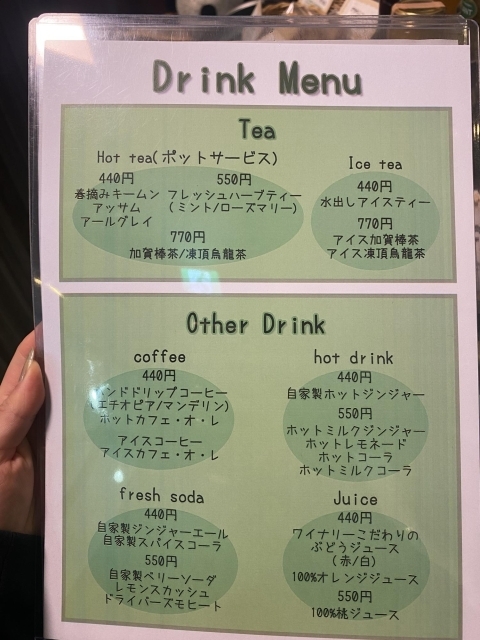 Drink Menu
Tea
Hot tea(ポットサービス)
440円
春摘みキームン
アッサム
アールグレイ
550円
フレッシュハーブティー
(ミント/ローズマリー)
770円
加賀棒茶/凍頂烏龍茶
Ice tea
440円
水出しアイスティー
770円
アイス加賀棒茶
アイス凍頂烏龍茶
Other Drink
coffee
440円
ハンドドリップコーヒー
(エチオピア/マンデリン)
ホットカフェ・オ・レ
アイスコーヒー
アイスカフェ・オ・レ
hot drink
440円
自家製ホットジンジャー
550円
ホットミルクジンジャー
ホットレモネード
ホットコーラ
ホットミルクコーラ
fresh soda
440円
自家製ジンジャーエール
自家製スパイスコーラ
550円
自家製ベリーソーダ
レモンスカッシュ
ドライバーズモヒート
Juice
440円
ワイナリーこだわりの
ぶどうジュース
(赤/白)
100%オレンジジュース
550円
100%桃ジュース